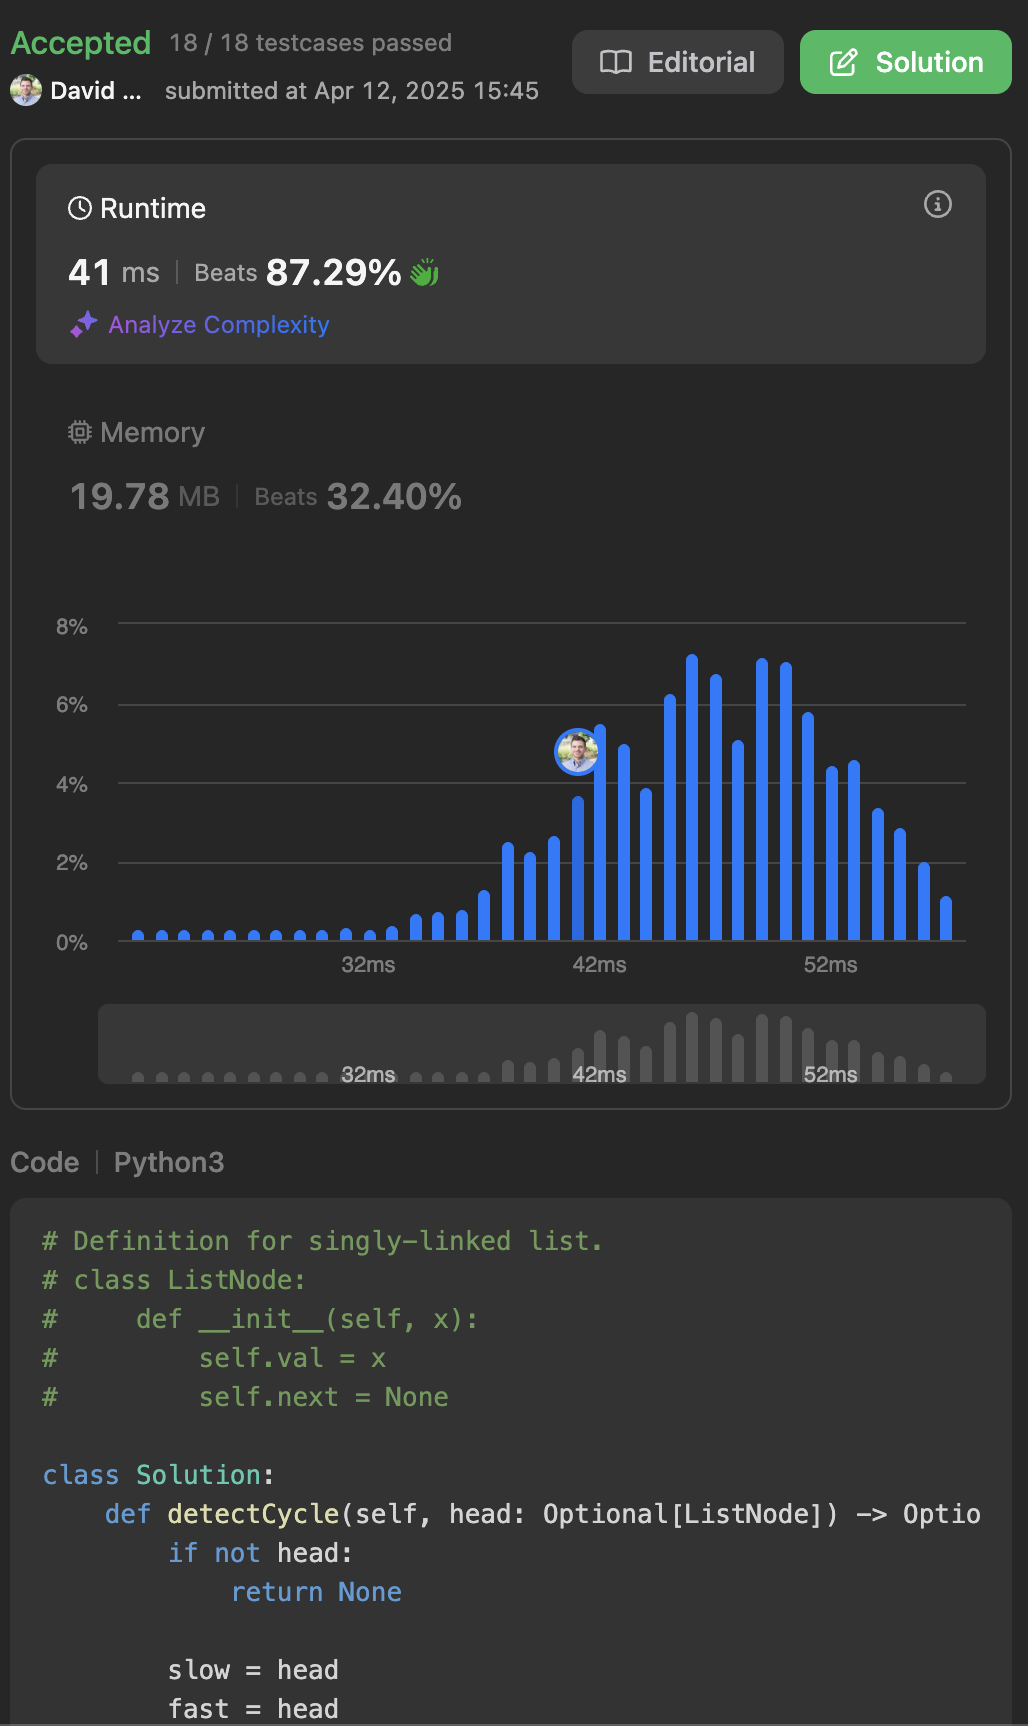 Accepted 18 / 18 testcases passed
David ... submitted at Apr 12, 2025 15:45
Editorial
Solution
Runtime
41 ms | Beats 87.29%
Analyze Complexity
Memory
19.78 MB | Beats 32.40%
8%
6%
4%
2%
0%
32ms 42ms 52ms
32ms 42ms 52ms
Code | Python3
# Definition for singly-linked list.
# class ListNode:
#     def __init__(self, x):
#         self.val = x
#         self.next = None
class Solution:
    def detectCycle(self, head: Optional[ListNode]) -> Optio
        if not head:
            return None
        slow = head
        fast = head